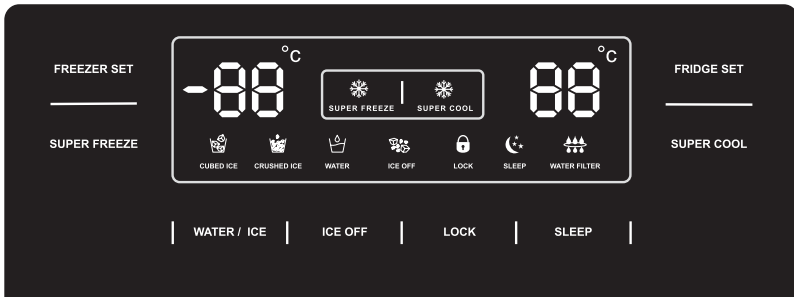 FREEZER SET
SUPER FREEZE
-88 °C
SUPER FREEZE
SUPER COOL
88 °C
CUBED ICE
CRUSHED ICE
WATER
ICE OFF
LOCK
SLEEP
WATER FILTER
FRIDGE SET
SUPER COOL
WATER / ICE
ICE OFF
LOCK
SLEEP